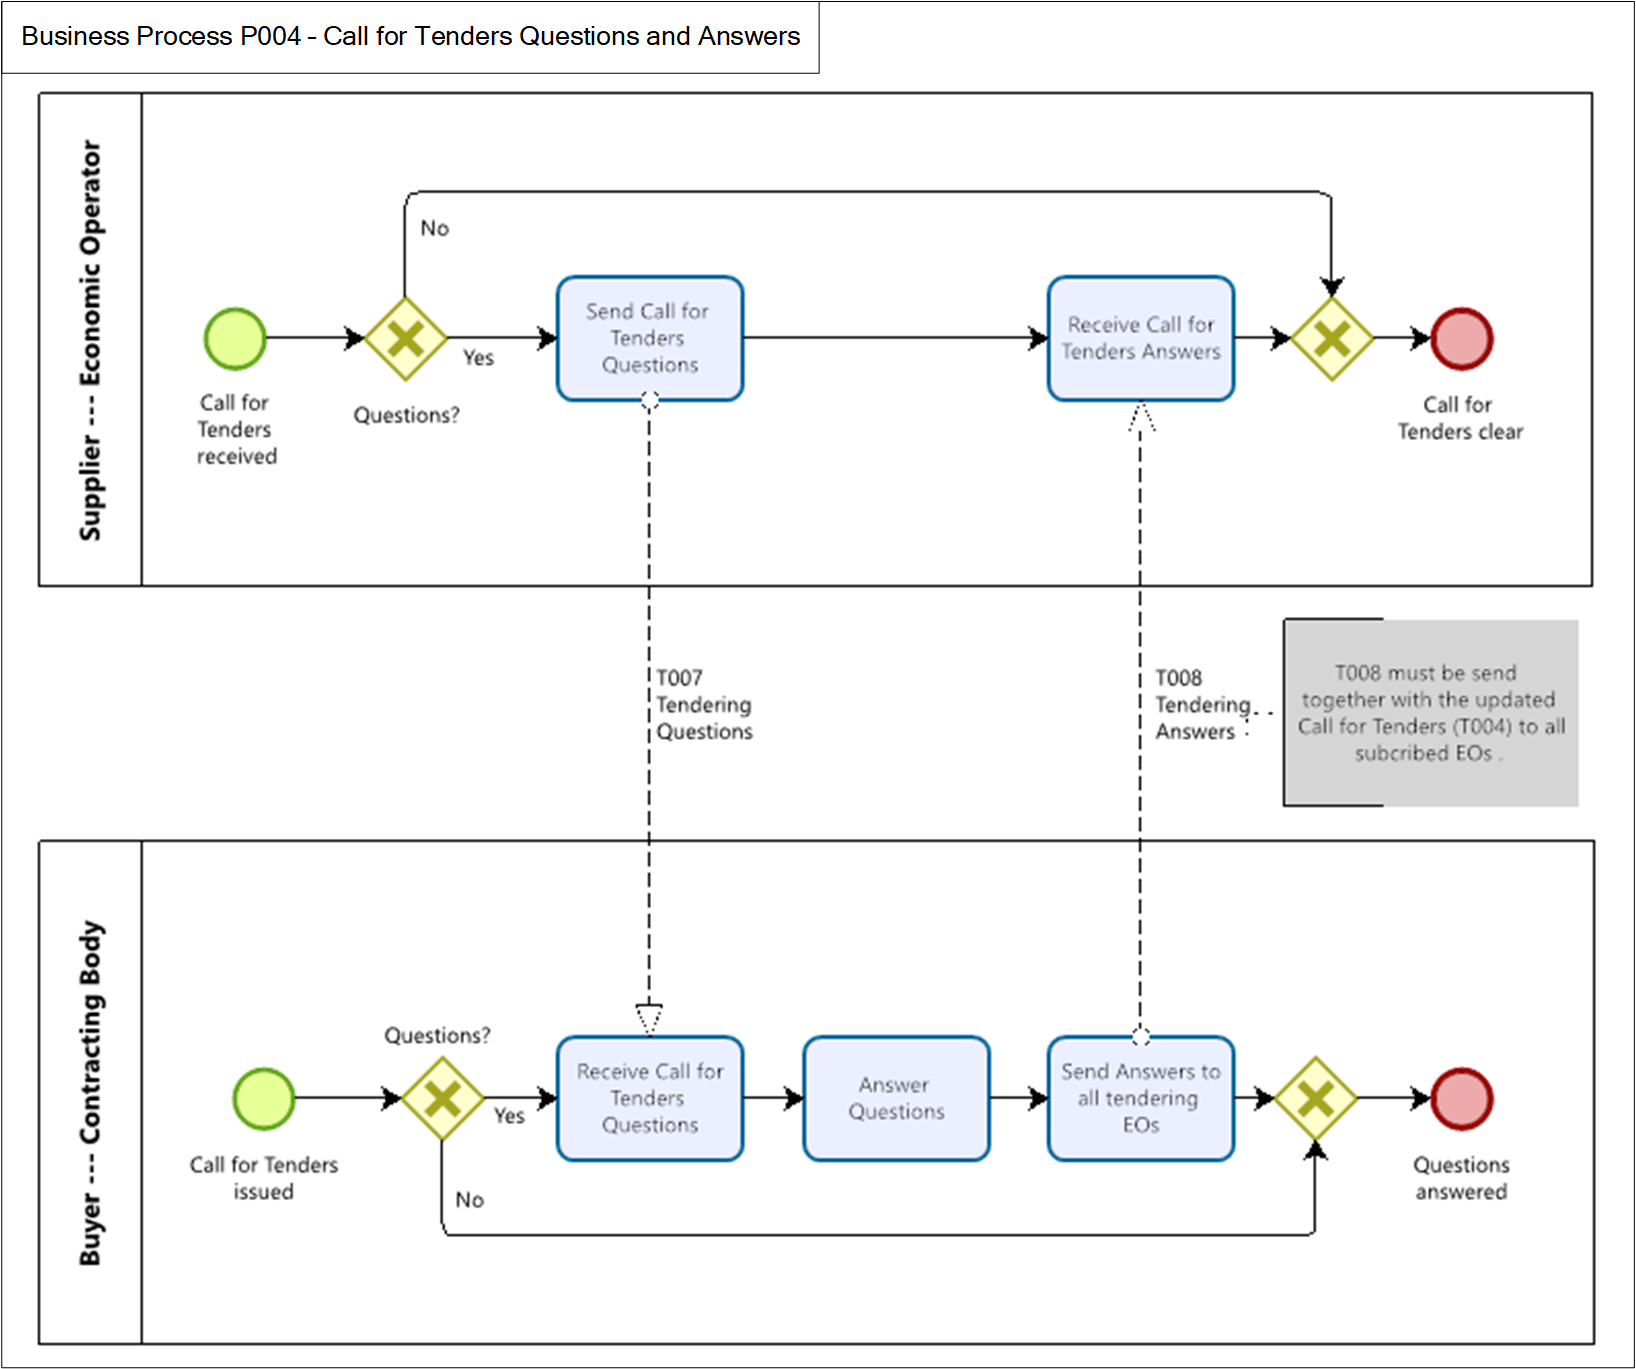 Business Process P004 - Call for Tenders Questions and Answers
Supplier --- Economic Operator
No
Send Call for
Tenders
Questions
Receive Call for
Tenders Answers
Yes
Call for
Tenders
received
Questions?
Call for
Tenders clear
T007
Tendering
Questions
T008
Tendering
Answers
T008 must be send
together with the updated
Call for Tenders (T004) to all
subcribed EOs .
Buyer --- Contracting Body
Questions?
Receive Call for
Tenders
Questions
Answer
Questions
Send Answers to
all tendering
EOs
Yes
Call for Tenders
issued
No
Questions
answered